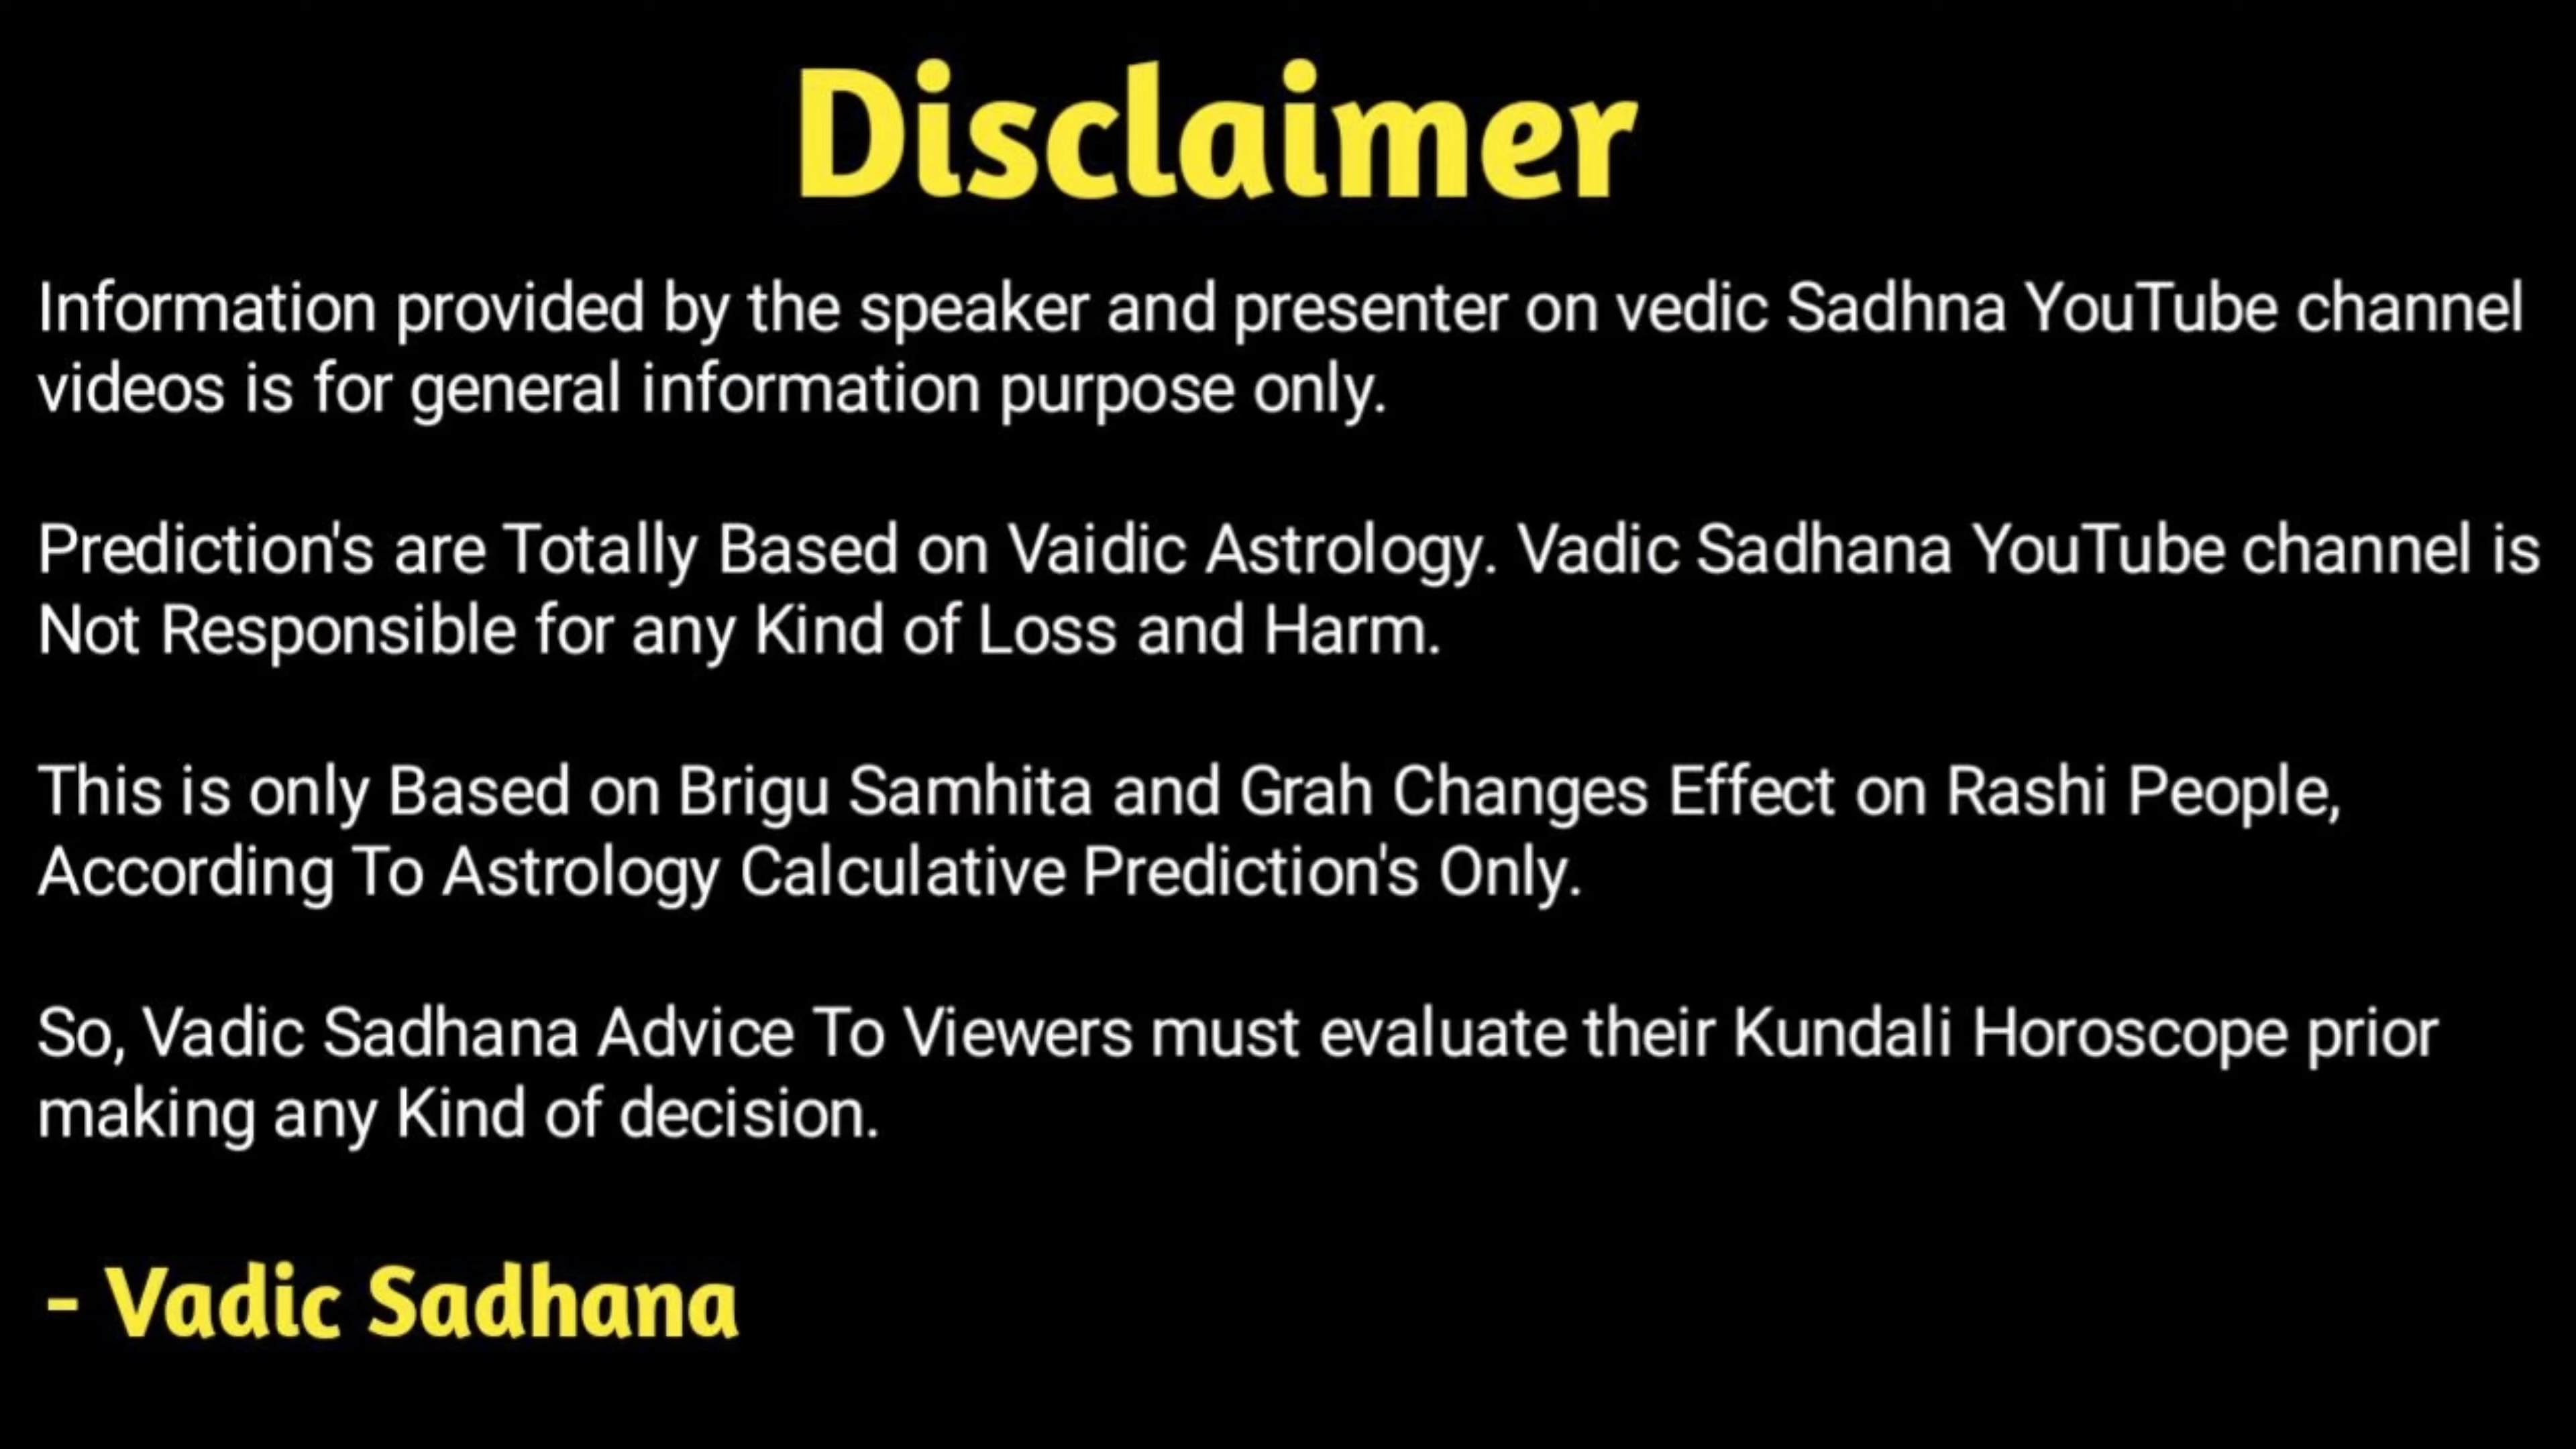 Disclaimer
Information provided by the speaker and presenter on vedic Sadhna YouTube channel
videos is for general information purpose only.
Prediction's are Totally Based on Vaidic Astrology. Vadic Sadhana YouTube channel is
Not Responsible for any Kind of Loss and Harm.
This is only Based on Brigu Samhita and Grah Changes Effect on Rashi People,
According To Astrology Calculative Prediction's Only.
So, Vadic Sadhana Advice To Viewers must evaluate their Kundali Horoscope prior
making any Kind of decision.
- Vadic Sadhana